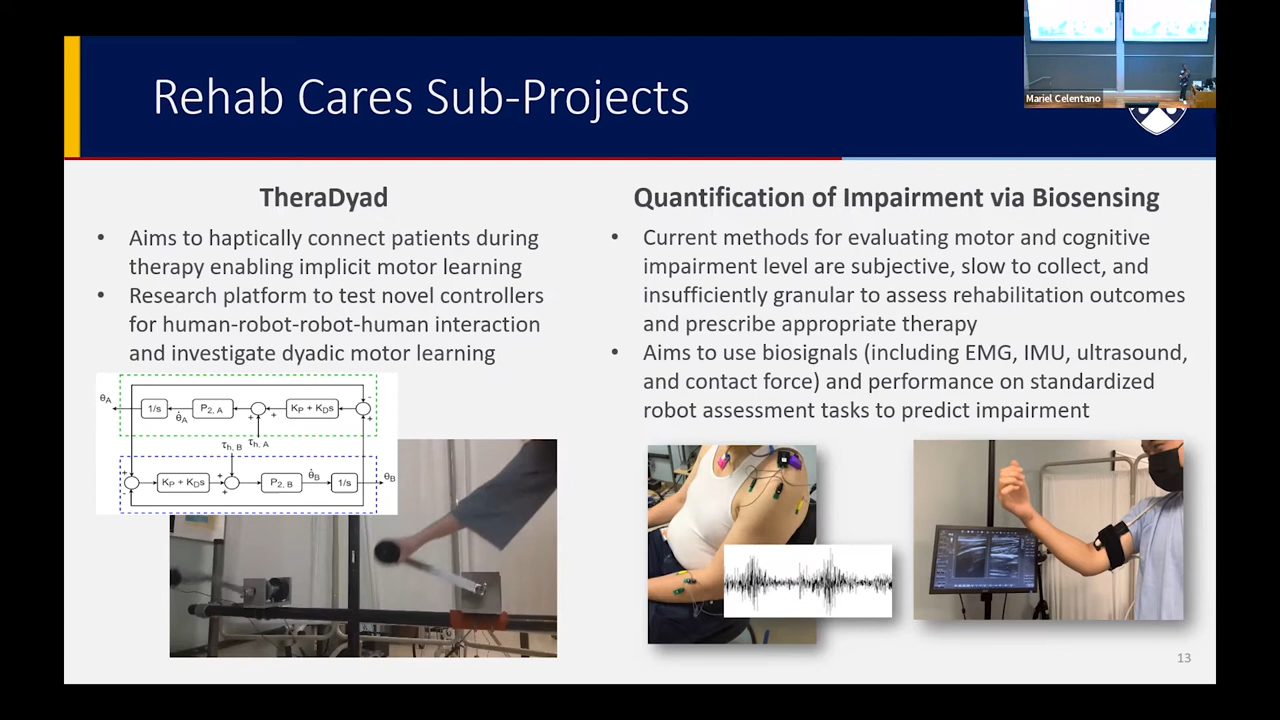 Rehab Cares Sub-Projects
Mariel Celentano
TheraDyad
• Aims to haptically connect patients during
therapy enabling implicit motor learning
• Research platform to test novel controllers
for human-robot-robot-human interaction
and investigate dyadic motor learning
θA
1/s
θ̇A
P2, A
+
+
KP + KDs
-
+
τh, B
τh, A
+
-
KP + KDs
+
+
P2, B
θ̇B
1/s
θB
Quantification of Impairment via Biosensing
• Current methods for evaluating motor and cognitive
impairment level are subjective, slow to collect, and
insufficiently granular to assess rehabilitation outcomes
and prescribe appropriate therapy
• Aims to use biosignals (including EMG, IMU, ultrasound,
and contact force) and performance on standardized
robot assessment tasks to predict impairment
13